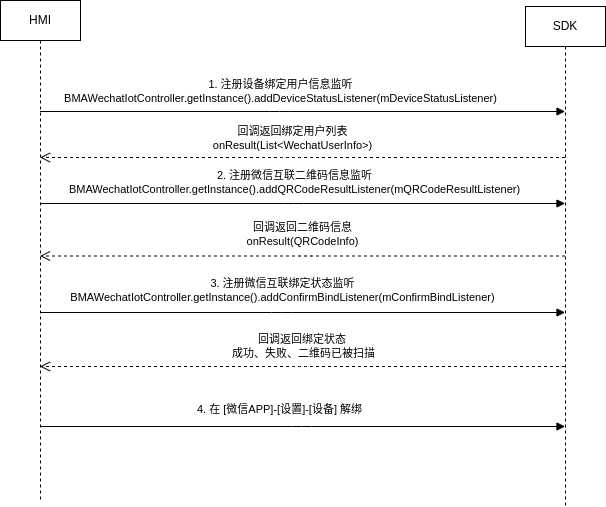 HMI
SDK
1. 注册设备绑定用户信息监听
BMAWechatIotController.getInstance().addDeviceStatusListener(mDeviceStatusListener)
回调返回绑定用户列表
onResult(List<WechatUserInfo>)
2. 注册微信互联二维码信息监听
BMAWechatIotController.getInstance().addQRCodeResultListener(mQRCodeResultListener)
回调返回二维码信息
onResult(QRCodeInfo)
3. 注册微信互联绑定状态监听
BMAWechatIotController.getInstance().addConfirmBindListener(mConfirmBindListener)
回调返回绑定状态
成功、失败、二维码已被扫描
4. 在 [微信APP]-[设置]-[设备] 解绑